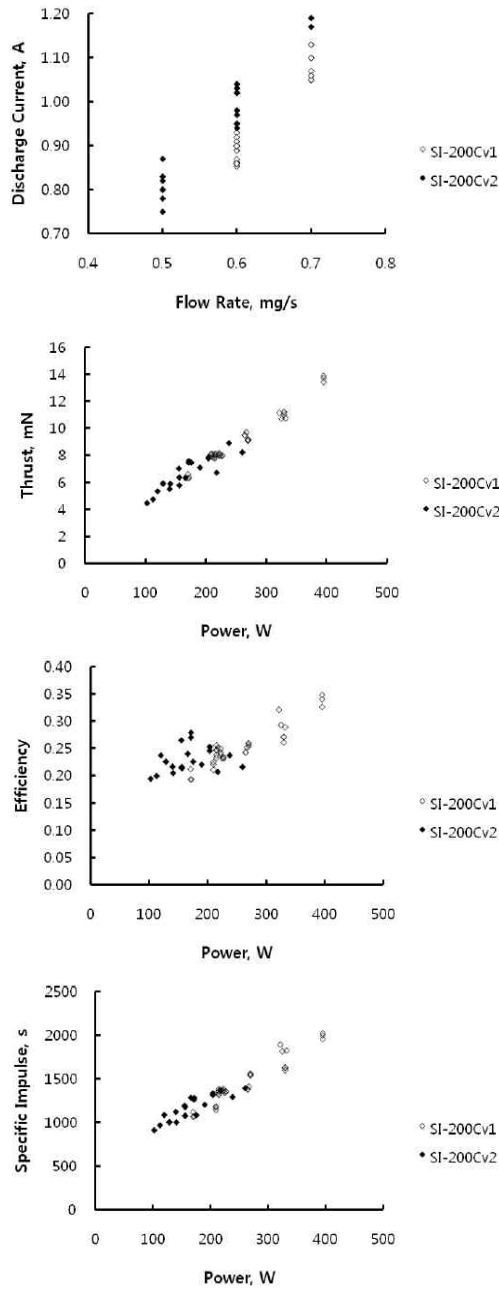 1.20
1.10
1.00
0.90
0.80
0.70
Discharge Current, A
0.4 0.5 0.6 0.7 0.8
Flow Rate, mg/s
SI-200Cv1
SI-200Cv2
16
14
12
10
8
6
4
2
0
Thrust, mN
0 100 200 300 400 500
Power, W
SI-200Cv1
SI-200Cv2
0.40
0.35
0.30
0.25
0.20
0.15
0.10
0.05
0.00
Efficiency
0 100 200 300 400 500
Power, W
SI-200Cv1
SI-200Cv2
2500
2000
1500
1000
500
0
Specific Impulse, s
0 100 200 300 400 500
Power, W
SI-200Cv1
SI-200Cv2